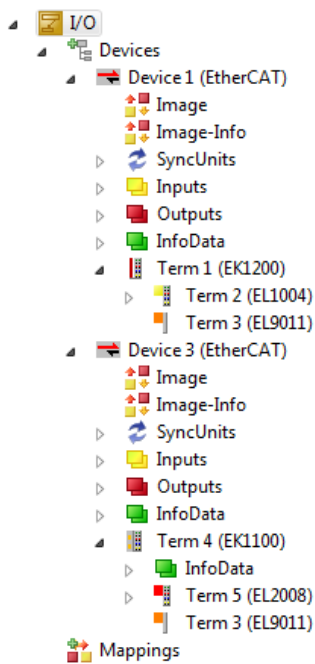 I/O
Devices
Device 1 (EtherCAT)
Image
Image-Info
SyncUnits
Inputs
Outputs
InfoData
Term 1 (EK1200)
Term 2 (EL1004)
Term 3 (EL9011)
Device 3 (EtherCAT)
Image
Image-Info
SyncUnits
Inputs
Outputs
InfoData
Term 4 (EK1100)
InfoData
Term 5 (EL2008)
Term 3 (EL9011)
Mappings